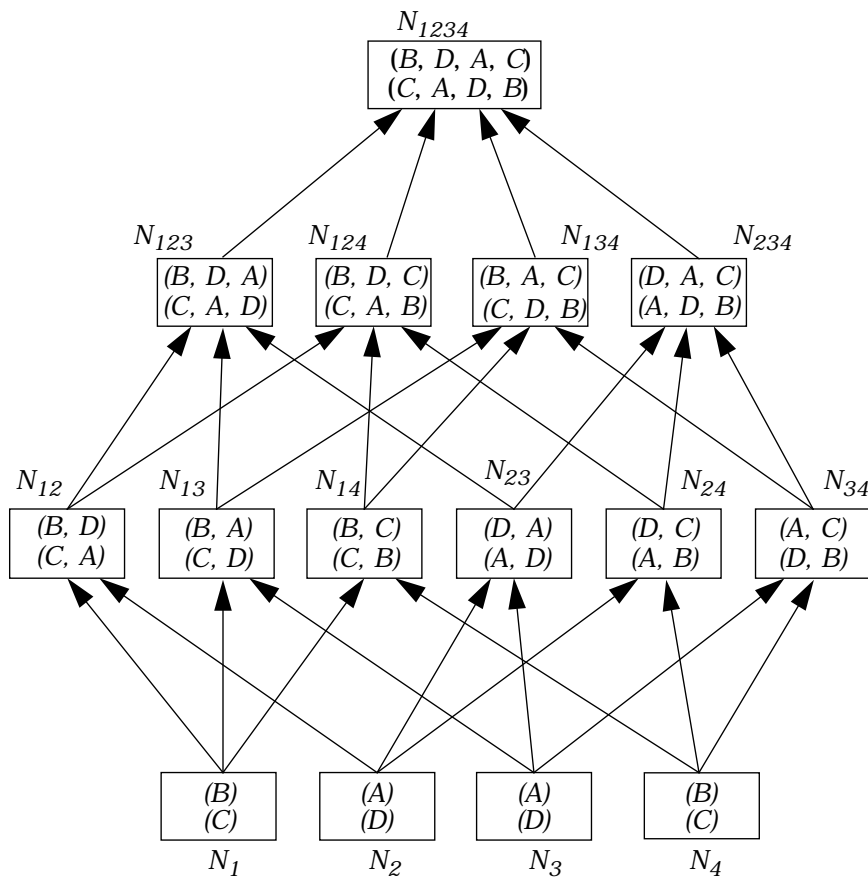 N1234
(B, D, A, C)
(C, A, D, B)
N123
N124
N134
N234
(B, D, A)
(C, A, D)
(B, D, C)
(C, A, B)
(B, A, C)
(C, D, B)
(D, A, C)
(A, D, B)
N12
N13
N14
N23
N24
N34
(B, D)
(C, A)
(B, A)
(C, D)
(B, C)
(C, B)
(D, A)
(A, D)
(D, C)
(A, B)
(A, C)
(D, B)
(B)
(C)
(A)
(D)
(A)
(D)
(B)
(C)
N1
N2
N3
N4